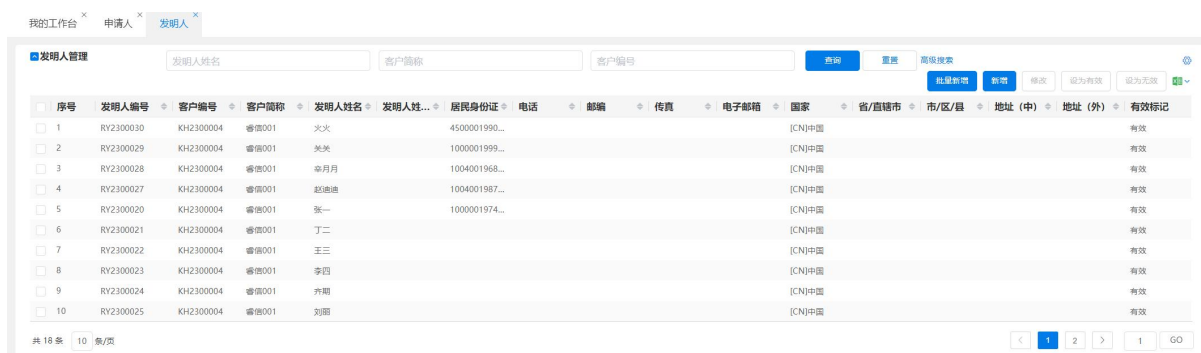 我的工作台 申请人 发明人
发明人管理 发明人姓名 客户简称 客户编号 查询 重置 高级搜索
批量新增 新增 修改 设为有效 设为无效
序号 发明人编号 客户编号 客户简称 发明人姓名 发明人姓... 居民身份证 电话 邮编 传真 电子邮箱 国家 省/直辖市 市/区/县 地址（中） 地址（外） 有效标记
1 RY2300030 KH2300004 睿信001 火火 4500001990... [CN]中国 有效
2 RY2300029 KH2300004 睿信001 关关 1000001999... [CN]中国 有效
3 RY2300028 KH2300004 睿信001 辛月月 1004001968... [CN]中国 有效
4 RY2300027 KH2300004 睿信001 赵迪迪 1004001987... [CN]中国 有效
5 RY2300020 KH2300004 睿信001 张一 1000001974... [CN]中国 有效
6 RY2300021 KH2300004 睿信001 丁二 [CN]中国 有效
7 RY2300022 KH2300004 睿信001 王三 [CN]中国 有效
8 RY2300023 KH2300004 睿信001 李四 [CN]中国 有效
9 RY2300024 KH2300004 睿信001 齐期 [CN]中国 有效
10 RY2300025 KH2300004 睿信001 刘丽 [CN]中国 有效
共 18 条 10 条/页 1 2 1 GO